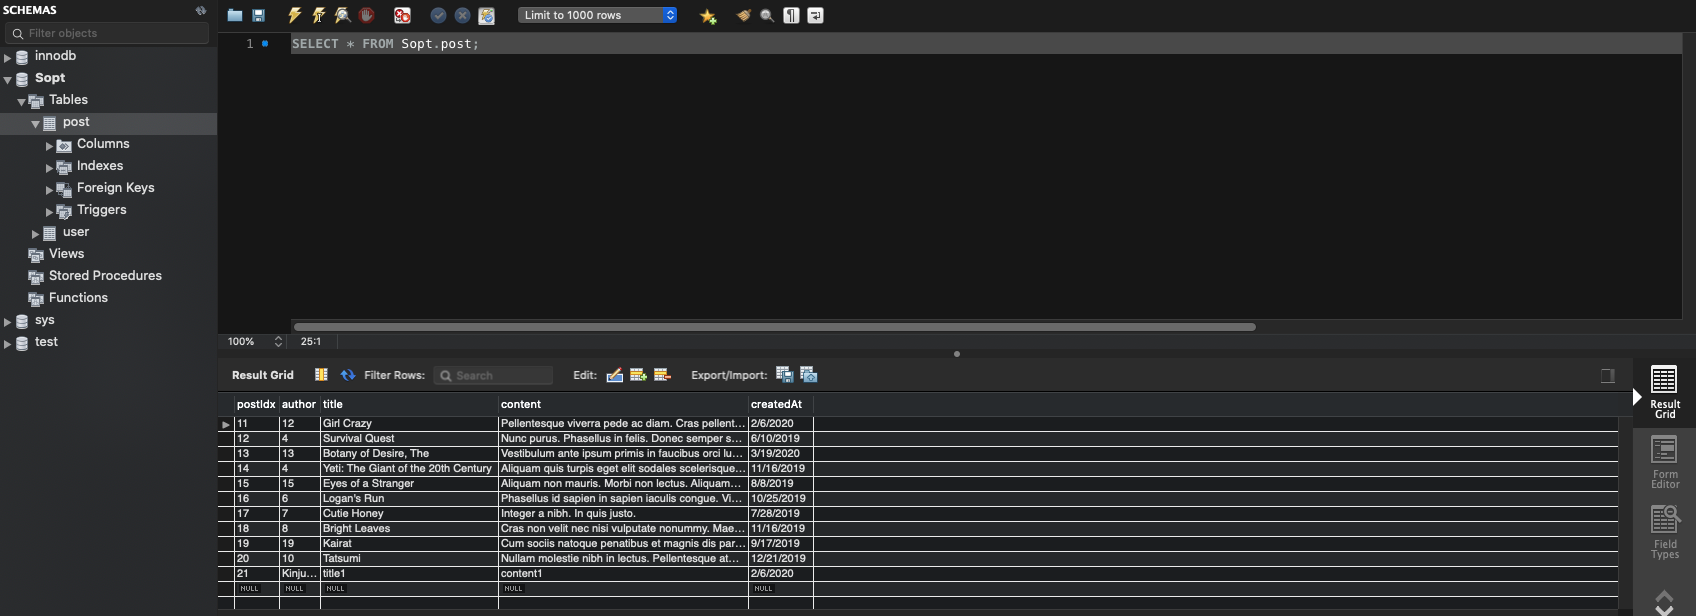 SCHEMAS
Filter objects
innodb
Sopt
Tables
post
Columns
Indexes
Foreign Keys
Triggers
user
Views
Stored Procedures
Functions
sys
test
Limit to 1000 rows
1 SELECT * FROM Sopt.post;
100% 25:1
Result Grid Filter Rows: Search Edit: Export/Import:
postIdx author title content createdAt
11 12 Girl Crazy Pellentesque viverra pede ac diam. Cras pellent... 2/6/2020
12 4 Survival Quest Nunc purus. Phasellus in felis. Donec semper s... 6/10/2019
13 13 Botany of Desire, The Vestibulum ante ipsum primis in faucibus orci lu... 3/19/2020
14 4 Yeti: The Giant of the 20th Century Aliquam quis turpis eget elit sodales scelerisque... 11/16/2019
15 15 Eyes of a Stranger Aliquam non mauris. Morbi non lectus. Aliquam... 8/8/2019
16 6 Logan's Run Phasellus id sapien in sapien iaculis congue. Vi... 10/25/2019
17 7 Cutie Honey Integer a nibh. In quis justo. 7/28/2019
18 8 Bright Leaves Cras non velit nec nisi vulputate nonummy. Mae... 11/16/2019
19 19 Kairat Cum sociis natoque penatibus et magnis dis par... 9/17/2019
20 10 Tatsumi Nullam molestie nibh in lectus. Pellentesque at... 12/21/2019
21 Kinju... title1 content1 2/6/2020
NULL NULL NULL NULL NULL
Result
Grid
Form
Editor
Field
Types